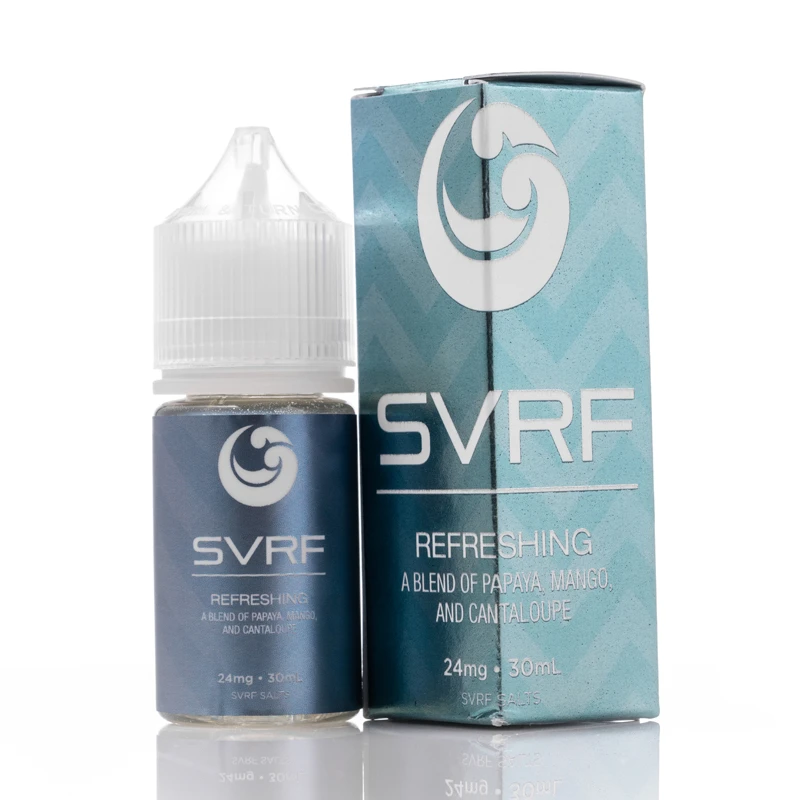 & TURN
SVRF
REFRESHING
A BLEND OF PAPAYA, MANGO,
AND CANTALOUPE
24mg • 30mL
SVRF SALTS
SVRF
REFRESHING
A BLEND OF PAPAYA, MANGO,
AND CANTALOUPE
24mg • 30mL
SVRF SALTS